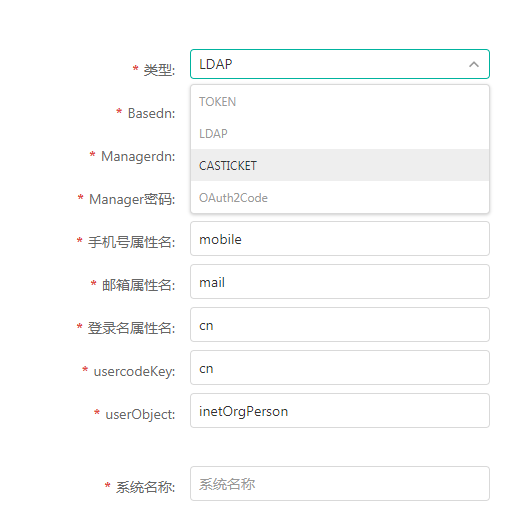 * 类型: LDAP
TOKEN
* Basedn:
LDAP
* Managerdn:
CASTICKET
* Manager密码:
OAuth2Code
* 手机号属性名: mobile
* 邮箱属性名: mail
* 登录名属性名: cn
* usercodeKey: cn
* userObject: inetOrgPerson
* 系统名称: 系统名称